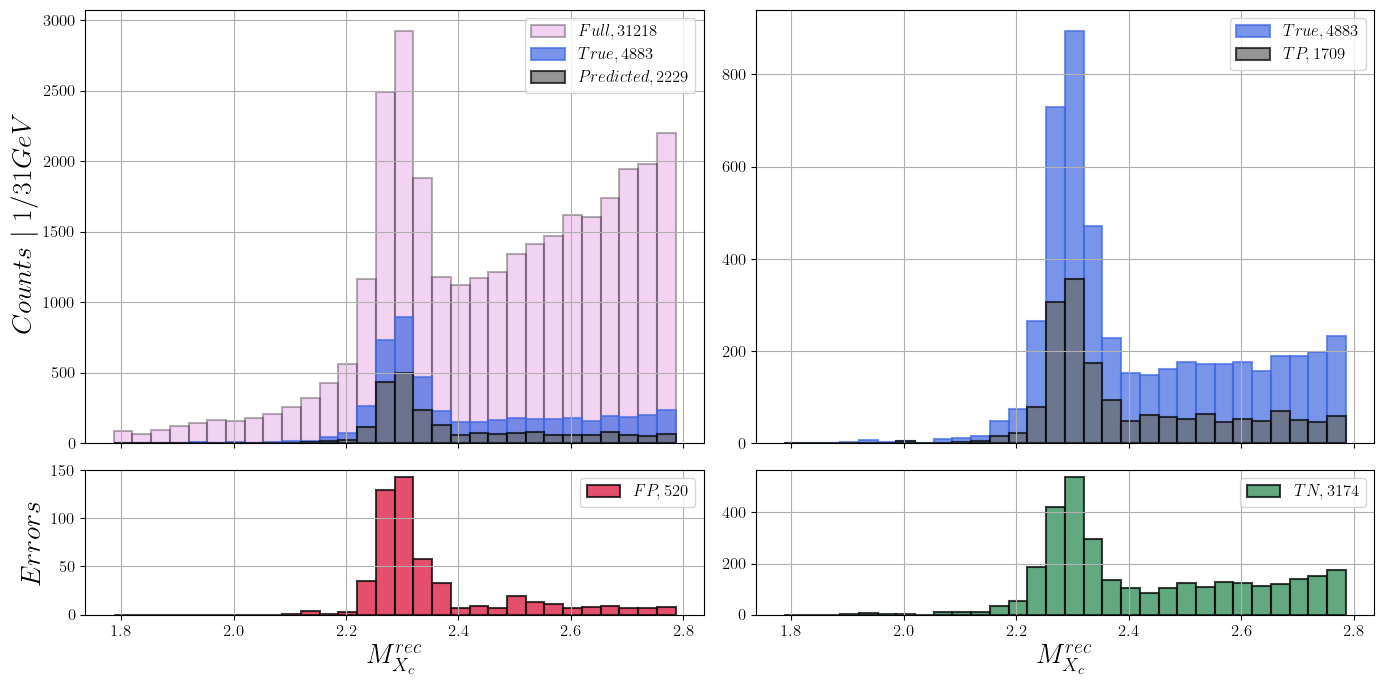 Full, 31218
True, 4883
Predicted, 2229
True, 4883
TP, 1709
Counts | 1/31GeV
3000
2500
2000
1500
1000
500
0
800
600
400
200
0
FP, 520
TN, 3174
Errors
150
100
50
0
400
200
0
1.8 2.0 2.2 2.4 2.6 2.8
1.8 2.0 2.2 2.4 2.6 2.8
M_{X_c}^{rec}
M_{X_c}^{rec}